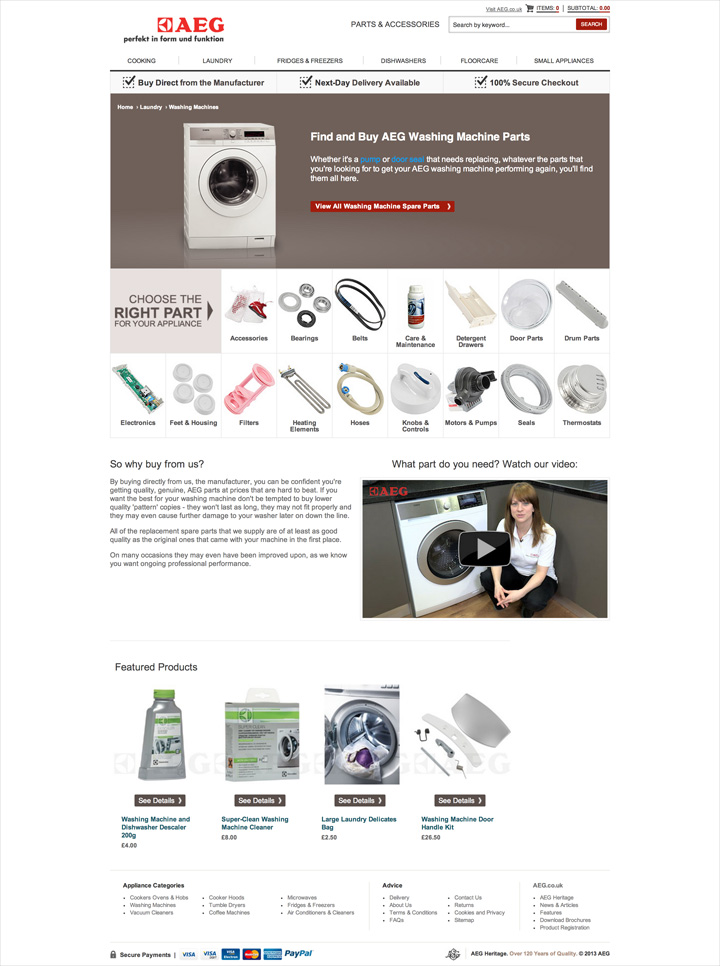 AEG
perfekt in form und funktion
PARTS & ACCESSORIES
Visit AEG.co.uk ITEMS: 0 | SUBTOTAL: 0.00
Search by keyword... SEARCH
COOKING LAUNDRY FRIDGES & FREEZERS DISHWASHERS FLOORCARE SMALL APPLIANCES
Buy Direct from the Manufacturer Next-Day Delivery Available 100% Secure Checkout
Home › Laundry › Washing Machines
Find and Buy AEG Washing Machine Parts
Whether it's a pump or door seal that needs replacing, whatever the parts that
you're looking for to get your AEG washing machine performing again, you'll find
them all here.
View All Washing Machine Spare Parts ❯
CHOOSE THE
RIGHT PART
FOR YOUR APPLIANCE
Accessories
Bearings
Belts
Care &
Maintenance
Detergent
Drawers
Door Parts
Drum Parts
Electronics
Feet & Housing
Filters
Heating
Elements
Hoses
Knobs &
Controls
Motors & Pumps
Seals
Thermostats
So why buy from us?
By buying directly from us, the manufacturer, you can be confident you're
getting quality, genuine, AEG parts at prices that are hard to beat. If you
want the best for your washing machine don't be tempted to buy lower
quality 'pattern' copies - they won't last as long, they may not fit properly and
they may even cause further damage to your washer later on down the line.
All of the replacement spare parts that we supply are of at least as good
quality as the original ones that came with your machine in the first place.
On many occasions they may even have been improved upon, as we know
you want ongoing professional performance.
What part do you need? Watch our video:
AEG
Featured Products
See Details ❯
Washing Machine and
Dishwasher Descaler
200g
£4.00
See Details ❯
Super-Clean Washing
Machine Cleaner
£8.00
See Details ❯
Large Laundry Delicates
Bag
£2.50
See Details ❯
Washing Machine Door
Handle Kit
£26.50
Appliance Categories
Cookers Ovens & Hobs
Washing Machines
Vacuum Cleaners
Cooker Hoods
Tumble Dryers
Coffee Machines
Microwaves
Fridges & Freezers
Air Conditioners & Cleaners
Advice
Delivery
About Us
Terms & Conditions
FAQs
Contact Us
Returns
Cookies and Privacy
Sitemap
AEG.co.uk
AEG Heritage
News & Articles
Features
Download Brochures
Product Registration
Secure Payments | VISA VISA PayPal
AEG Heritage. Over 120 Years of Quality. © 2013 AEG